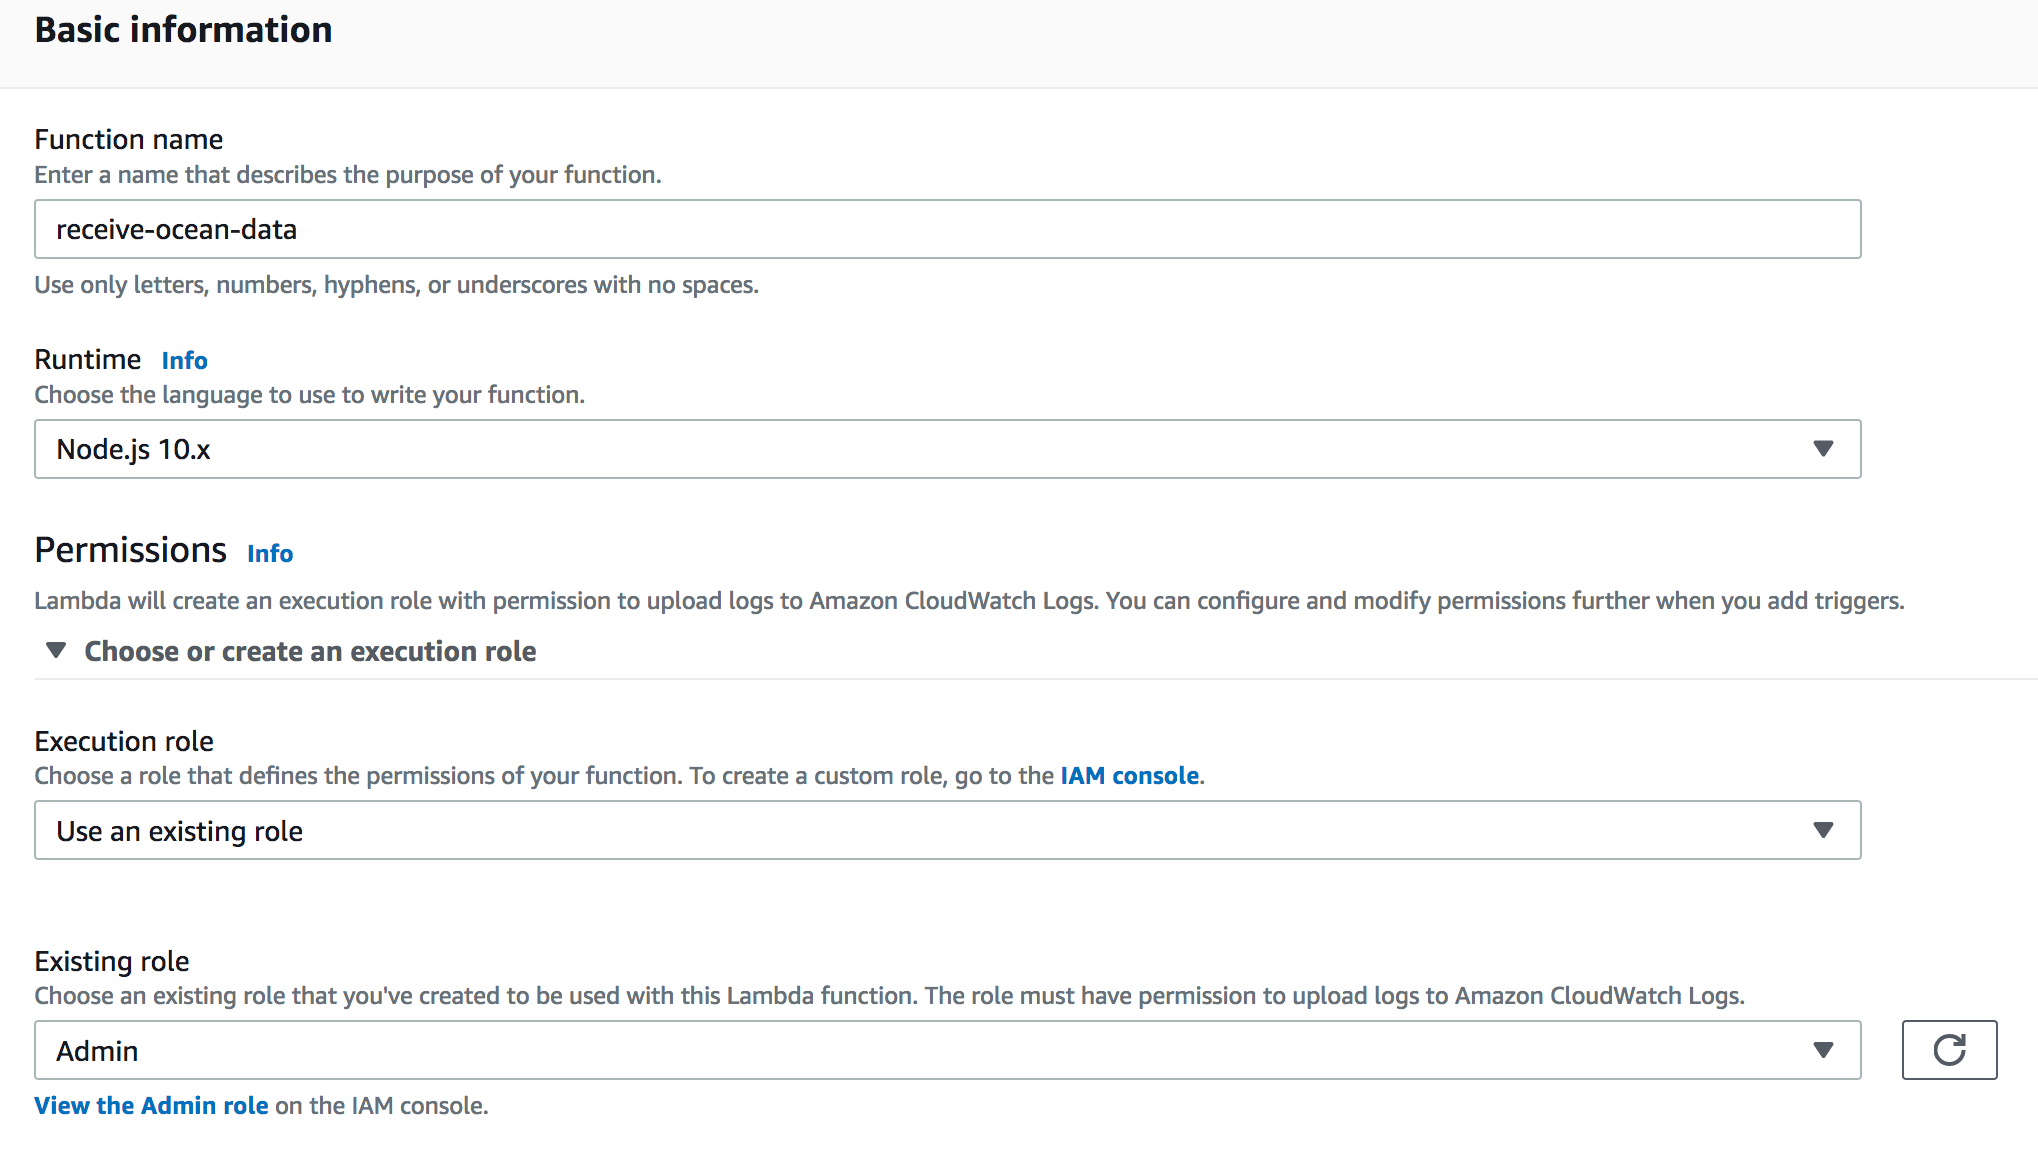 Basic information
Function name
Enter a name that describes the purpose of your function.
receive-ocean-data
Use only letters, numbers, hyphens, or underscores with no spaces.
Runtime Info
Choose the language to use to write your function.
Node.js 10.x
Permissions Info
Lambda will create an execution role with permission to upload logs to Amazon CloudWatch Logs. You can configure and modify permissions further when you add triggers.
Choose or create an execution role
Execution role
Choose a role that defines the permissions of your function. To create a custom role, go to the IAM console.
Use an existing role
Existing role
Choose an existing role that you've created to be used with this Lambda function. The role must have permission to upload logs to Amazon CloudWatch Logs.
Admin
View the Admin role on the IAM console.